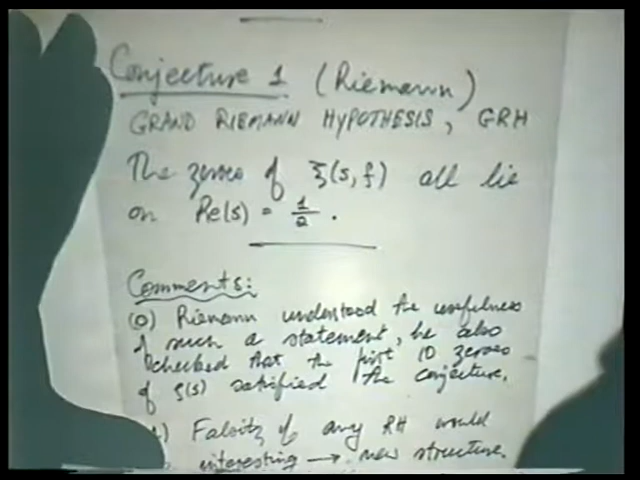 Conjecture 1 (Riemann)
GRAND RIEMANN HYPOTHESIS, GRH
The zeroes of ξ(s, f) all lie
on Re(s) = 1/2.
Comments:
(0) Riemann understood the usefulness
of such a statement, he also
checked that the first 10 zeroes
of ζ(s) satisfied the conjecture.
) Falsity of any RH would
interesting → new structure.